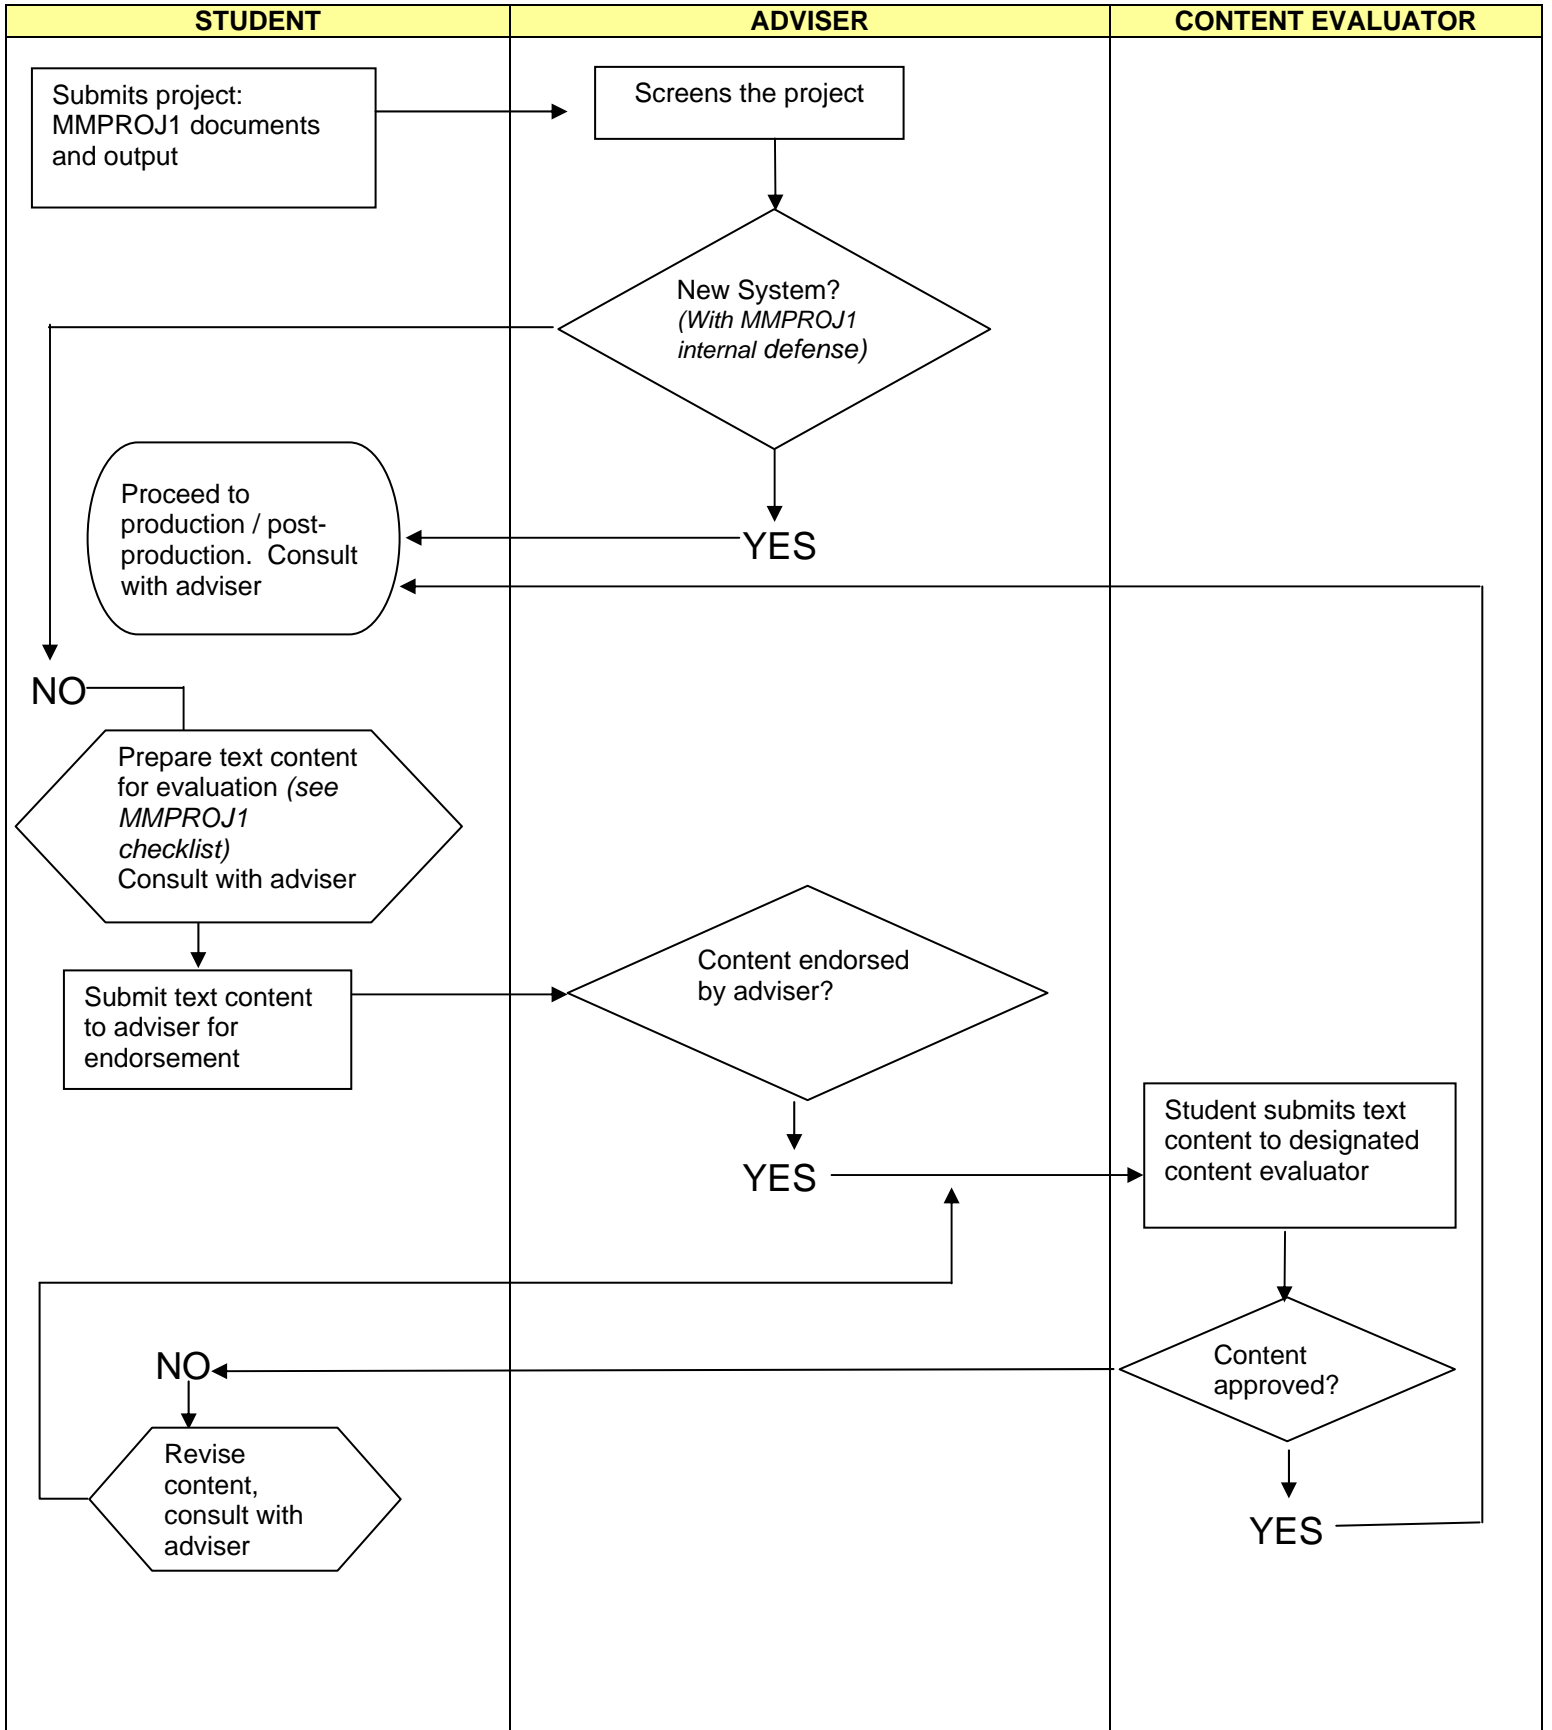 STUDENT
ADVISER
CONTENT EVALUATOR
Submits project:
MMPROJ1 documents
and output
Screens the project
New System?
(With MMPROJ1
internal defense)
Proceed to
production / post-
production.  Consult
with adviser
YES
NO
Prepare text content
for evaluation (see
MMPROJ1
checklist)
Consult with adviser
Submit text content
to adviser for
endorsement
Content endorsed
by adviser?
YES
Student submits text
content to designated
content evaluator
Content
approved?
NO
Revise
content,
consult with
adviser
YES